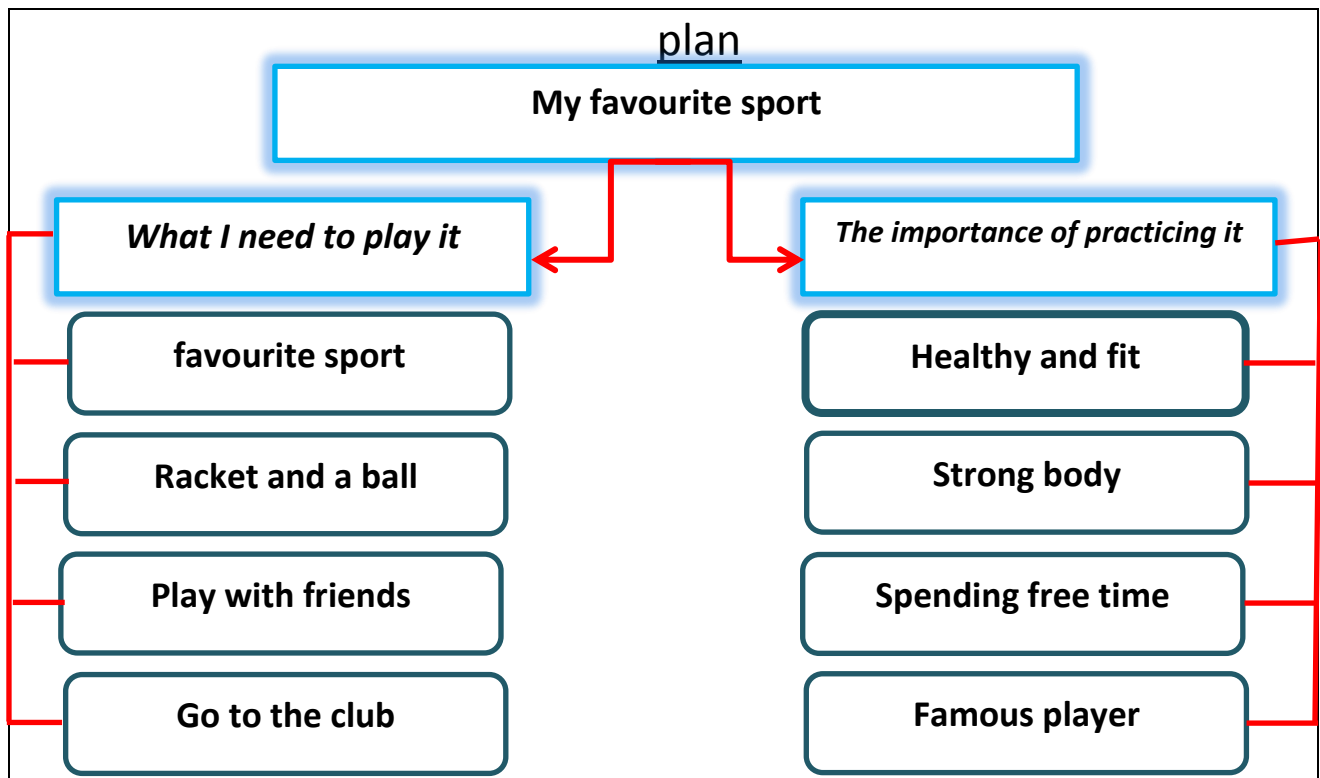 plan
My favourite sport
What I need to play it
favourite sport
Racket and a ball
Play with friends
Go to the club
The importance of practicing it
Healthy and fit
Strong body
Spending free time
Famous player